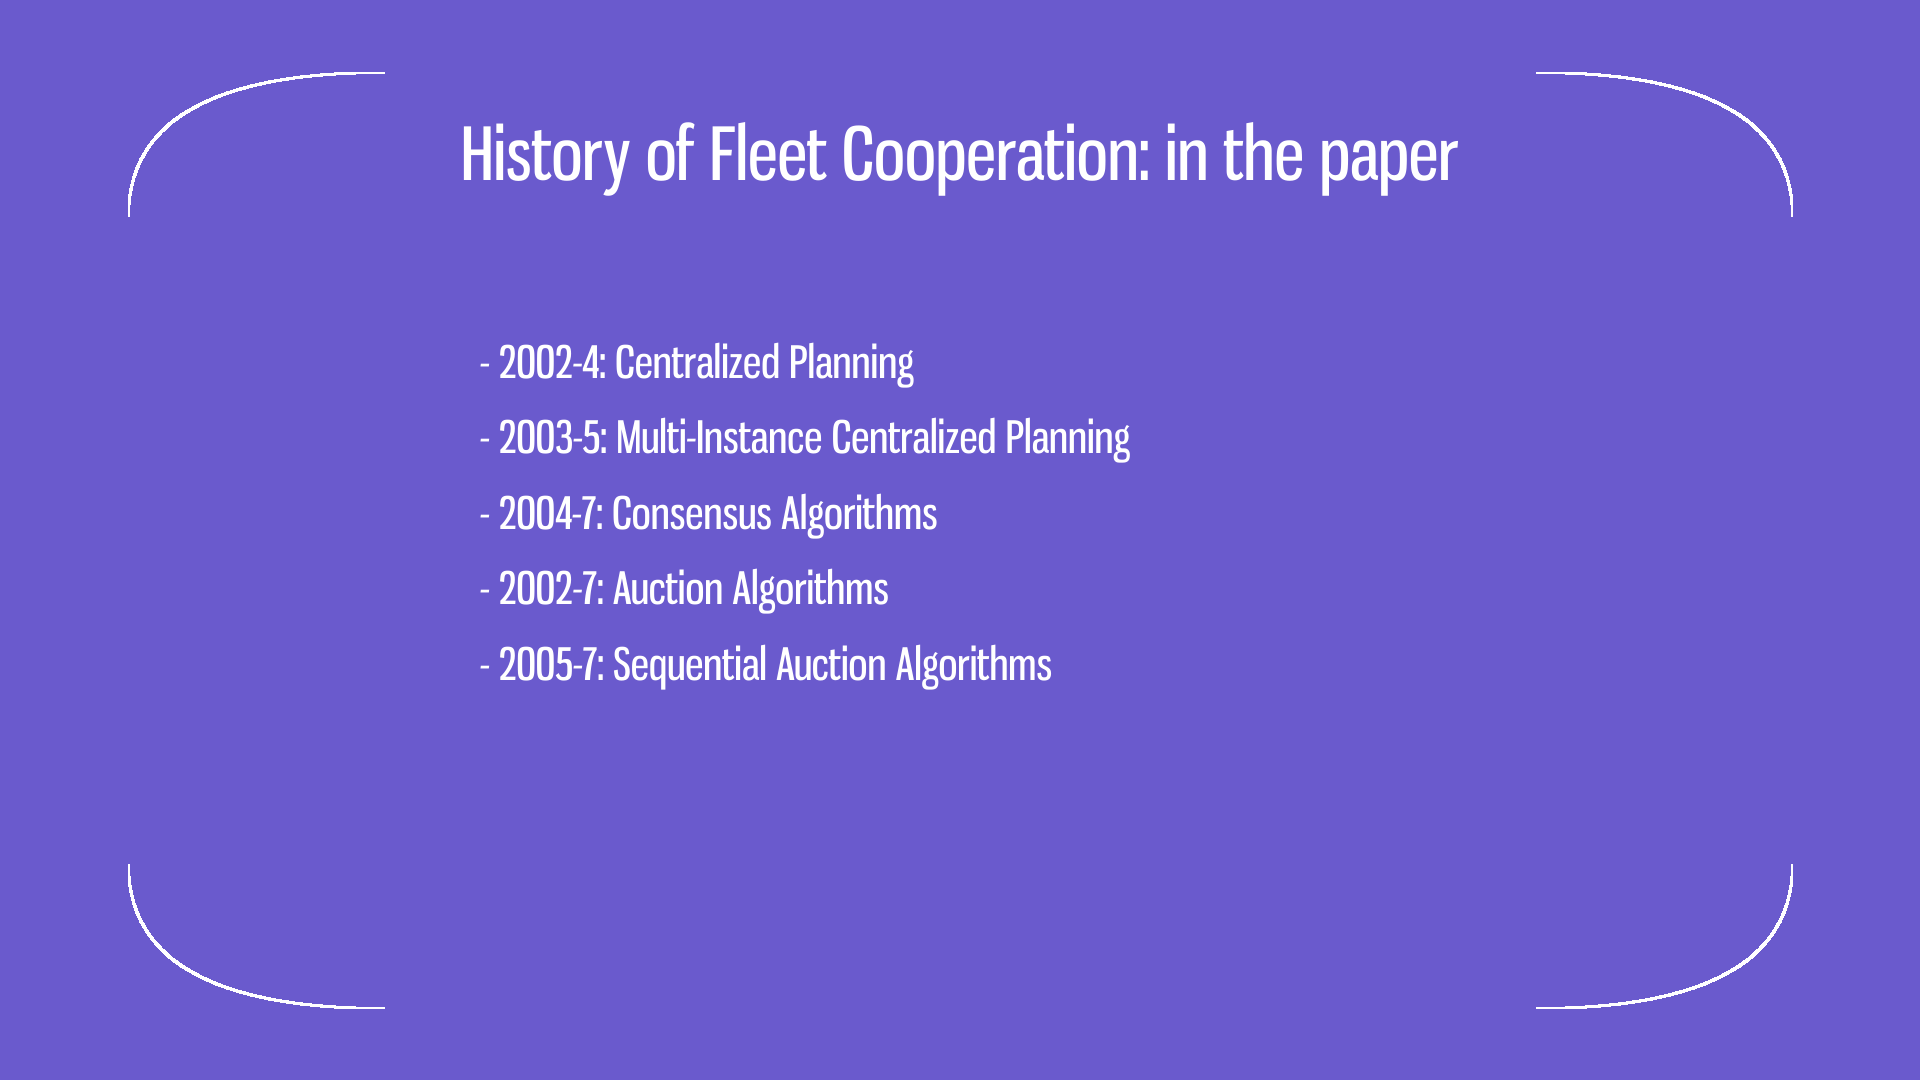 History of Fleet Cooperation: in the paper
- 2002-4: Centralized Planning
- 2003-5: Multi-Instance Centralized Planning
- 2004-7: Consensus Algorithms
- 2002-7: Auction Algorithms
- 2005-7: Sequential Auction Algorithms